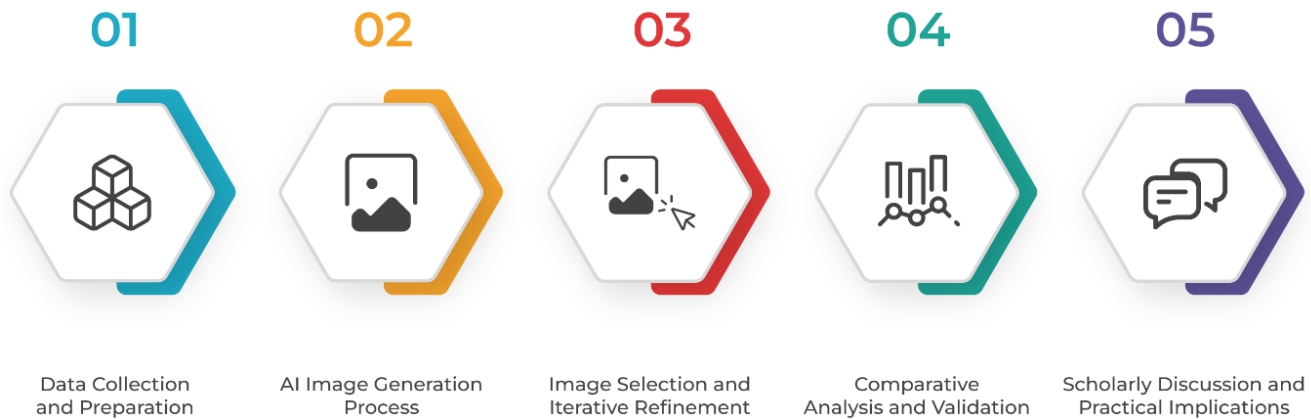 01
02
03
04
05
Data Collection
and Preparation
AI Image Generation
Process
Image Selection and
Iterative Refinement
Comparative
Analysis and Validation
Scholarly Discussion and
Practical Implications